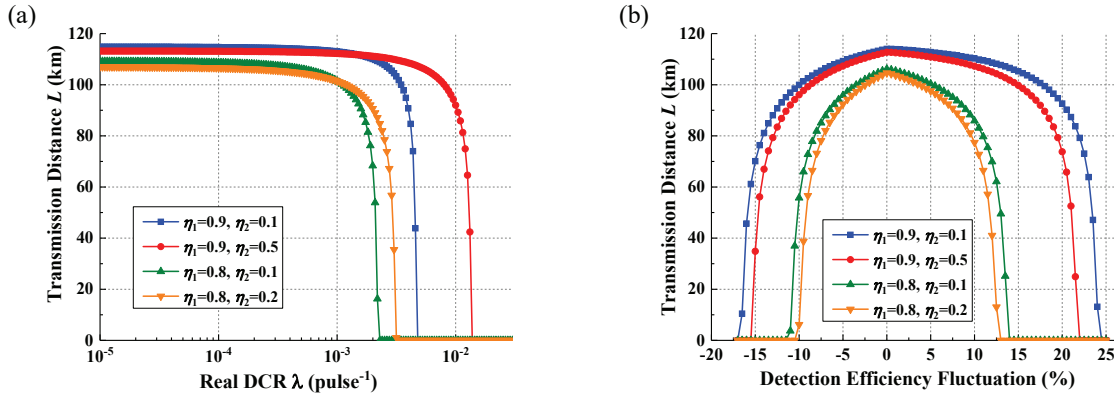 (a)
120
100
80
60
40
20
0
Transmission Distance L (km)
η₁=0.9, η₂=0.1
η₁=0.9, η₂=0.5
η₁=0.8, η₂=0.1
η₁=0.8, η₂=0.2
10⁻⁵ 10⁻⁴ 10⁻³ 10⁻²
Real DCR λ (pulse⁻¹)
(b)
120
100
80
60
40
20
0
Transmission Distance L (km)
η₁=0.9, η₂=0.1
η₁=0.9, η₂=0.5
η₁=0.8, η₂=0.1
η₁=0.8, η₂=0.2
-20 -15 -10 -5 0 5 10 15 20 25
Detection Efficiency Fluctuation (%)